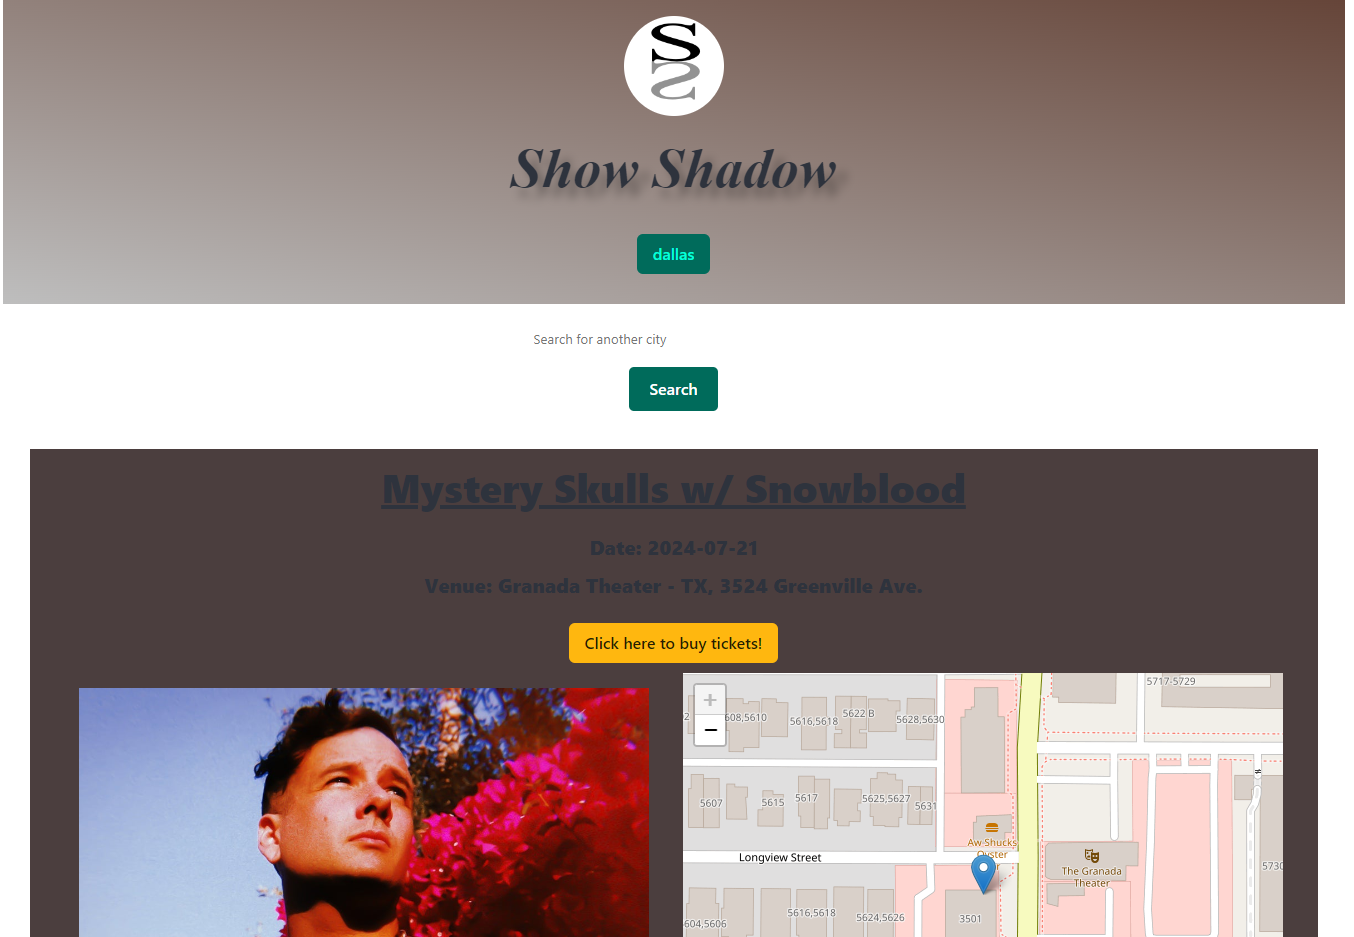 S
S
Show Shadow
dallas
Search for another city
Search
Mystery Skulls w/ Snowblood
Date: 2024-07-21
Venue: Granada Theater - TX, 3524 Greenville Ave.
Click here to buy tickets!
+
−
5717-5729
608,5610
5616,5618
5622 B
5628,5630
5607
5615
5617
5625,5627
5631
Aw Shucks
Oyster
Longview Street
The Granada
Theater
5730
604,5606
5616,5618
5624,5626
3501